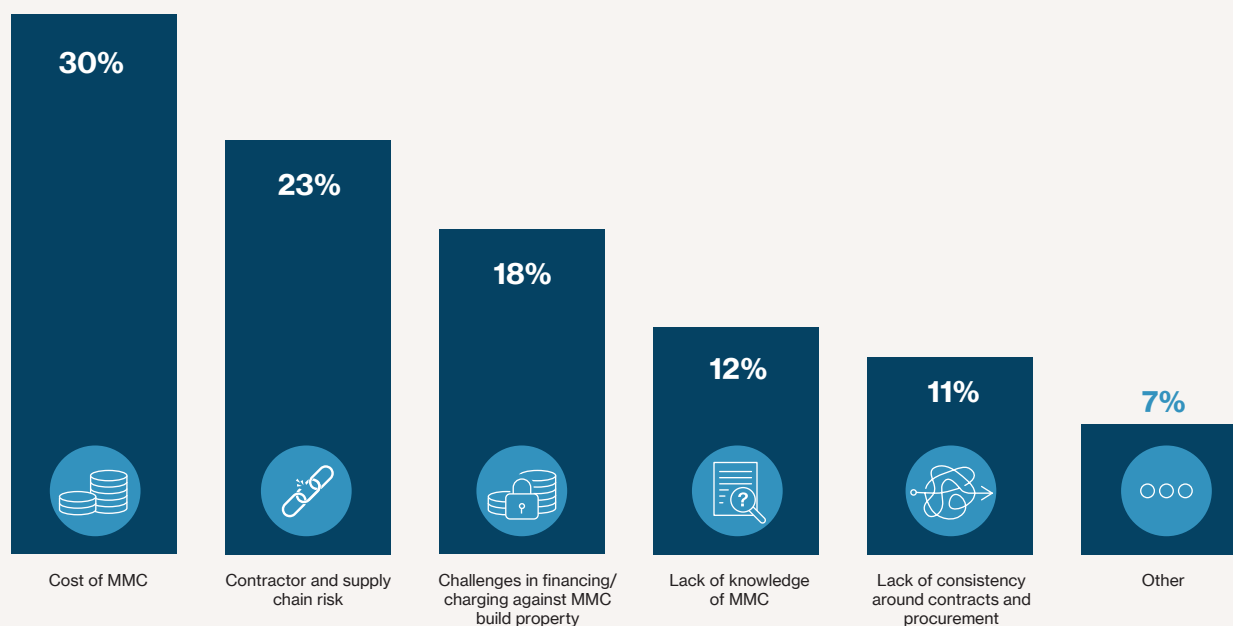 30%
23%
18%
12%
11%
7%
?
Cost of MMC
Contractor and supply
chain risk
Challenges in financing/
charging against MMC
build property
Lack of knowledge
of MMC
Lack of consistency
around contracts and
procurement
Other